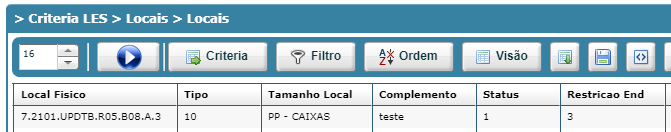 > Criteria LES > Locais > Locais
16 Criteria Filtro Ordem Visão
Local Fisico Tipo Tamanho Local Complemento Status Restricao End
7.2101.UPDTB.R05.B08.A.3 10 PP - CAIXAS teste 1 3